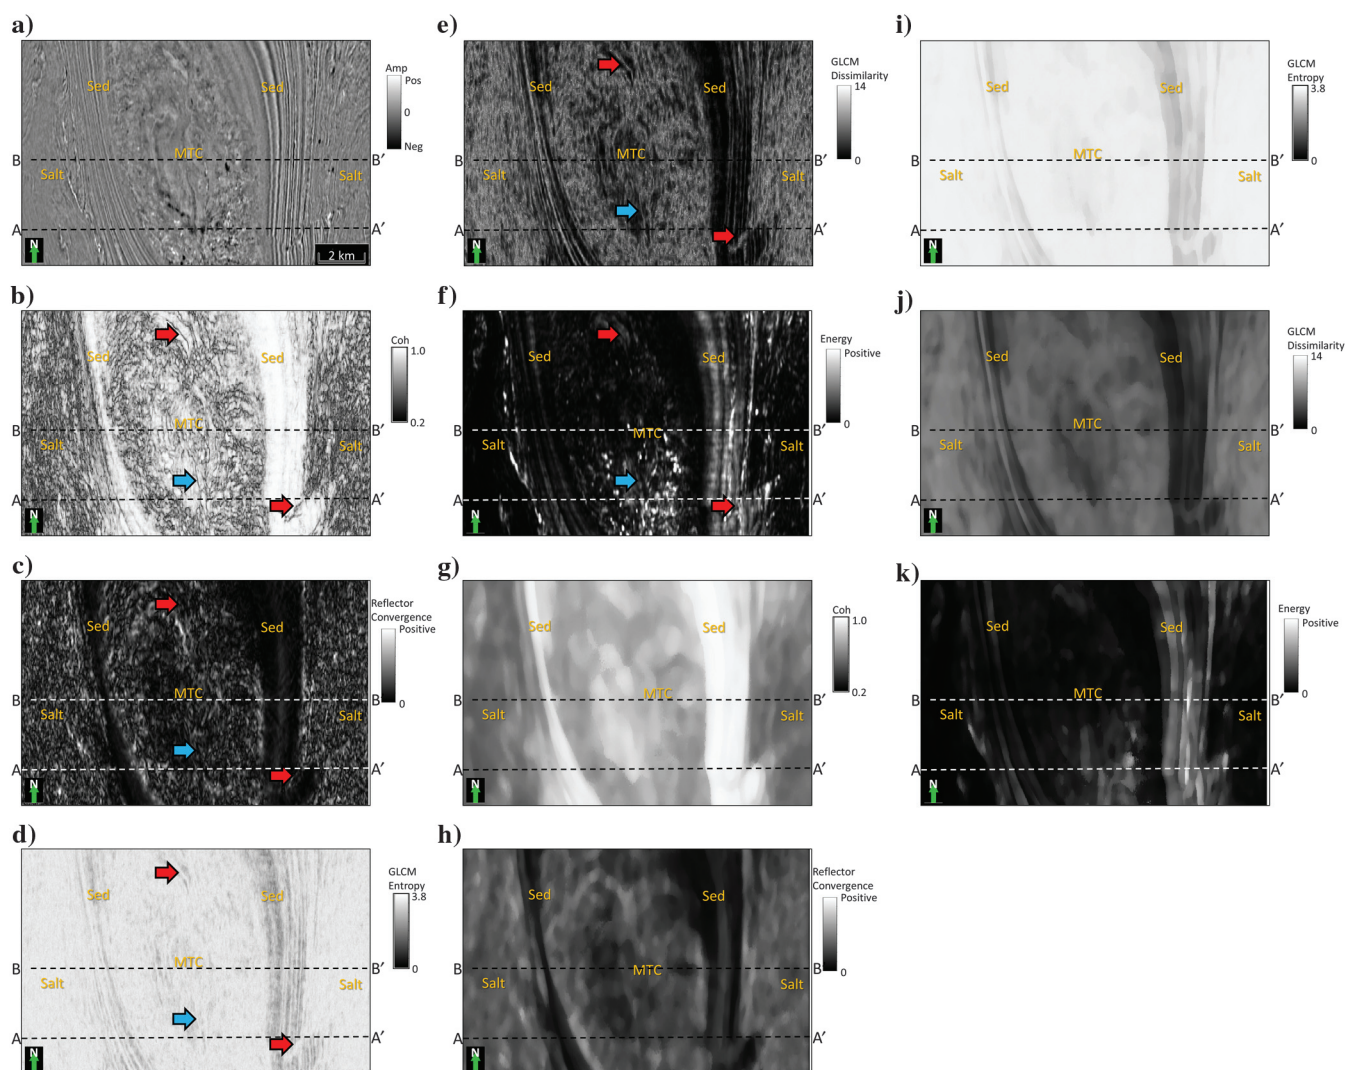 a)
Amp
Pos
0
Neg
Sed
Sed
MTC
B
B′
Salt
Salt
A
A′
N
2 km
b)
Coh
1.0
0.2
Sed
Sed
MTC
B
B′
Salt
Salt
A
A′
N
c)
Reflector
Convergence
Positive
0
Sed
Sed
MTC
B
B′
Salt
Salt
A
A′
N
d)
GLCM
Entropy
3.8
0
Sed
Sed
MTC
B
B′
Salt
Salt
A
A′
N
e)
GLCM
Dissimilarity
14
0
Sed
Sed
MTC
B
B′
Salt
Salt
A
A′
N
f)
Energy
Positive
0
Sed
Sed
MTC
B
B′
Salt
Salt
A
A′
N
g)
Coh
1.0
0.2
Sed
Sed
MTC
B
B′
Salt
Salt
A
A′
N
h)
Reflector
Convergence
Positive
0
Sed
Sed
MTC
B
B
Salt
Salt
A
A′
N
i)
GLCM
Entropy
3.8
0
Sed
Sed
MTC
B
B′
Salt
Salt
A
A′
N
j)
GLCM
Dissimilarity
14
0
Sed
Sed
MTC
B
B′
Salt
Salt
A
A′
N
k)
Energy
Positive
0
Sed
Sed
MTC
B
B′
Salt
Salt
A
A′
N